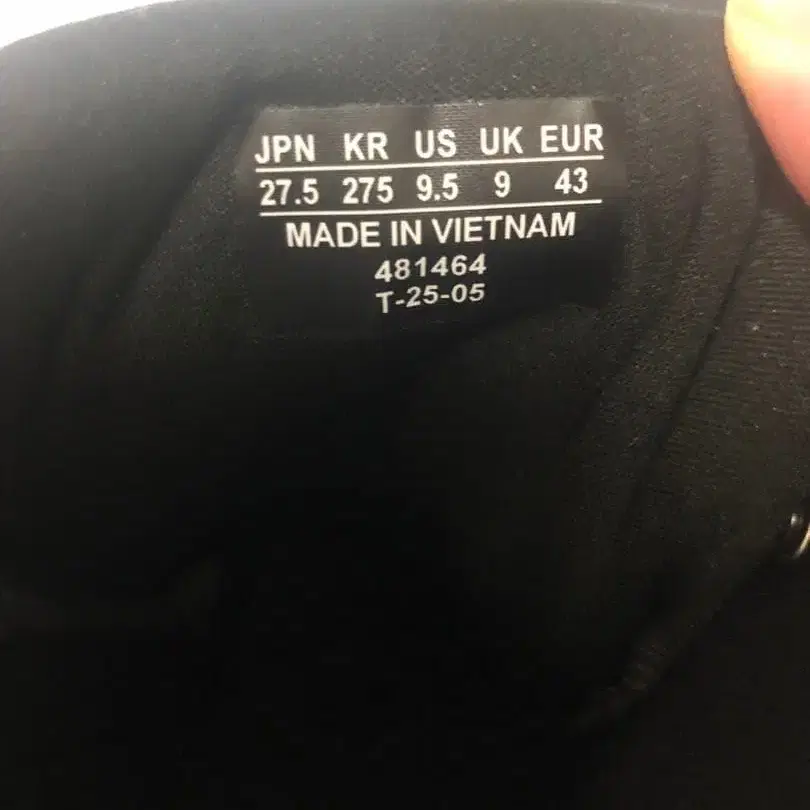 JPN KR US UK EUR
27.5 275 9.5 9 43
MADE IN VIETNAM
481464
T-25-05